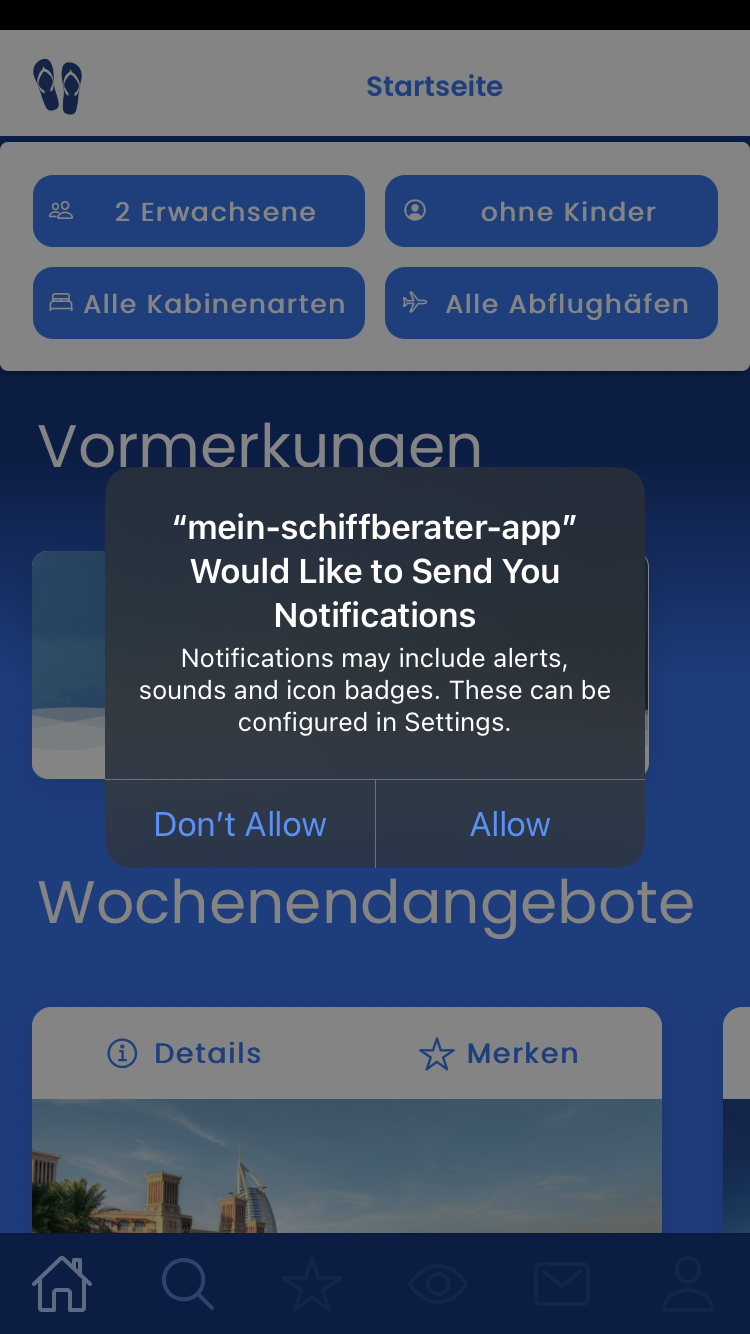 Startseite
2 Erwachsene
ohne Kinder
Alle Kabinenarten
Alle Abflughäfen
Vormerkungen
“mein-schiffberater-app”
Would Like to Send You
Notifications
Notifications may include alerts,
sounds and icon badges. These can be
configured in Settings.
Don’t Allow
Allow
Wochenendangebote
Details
Merken